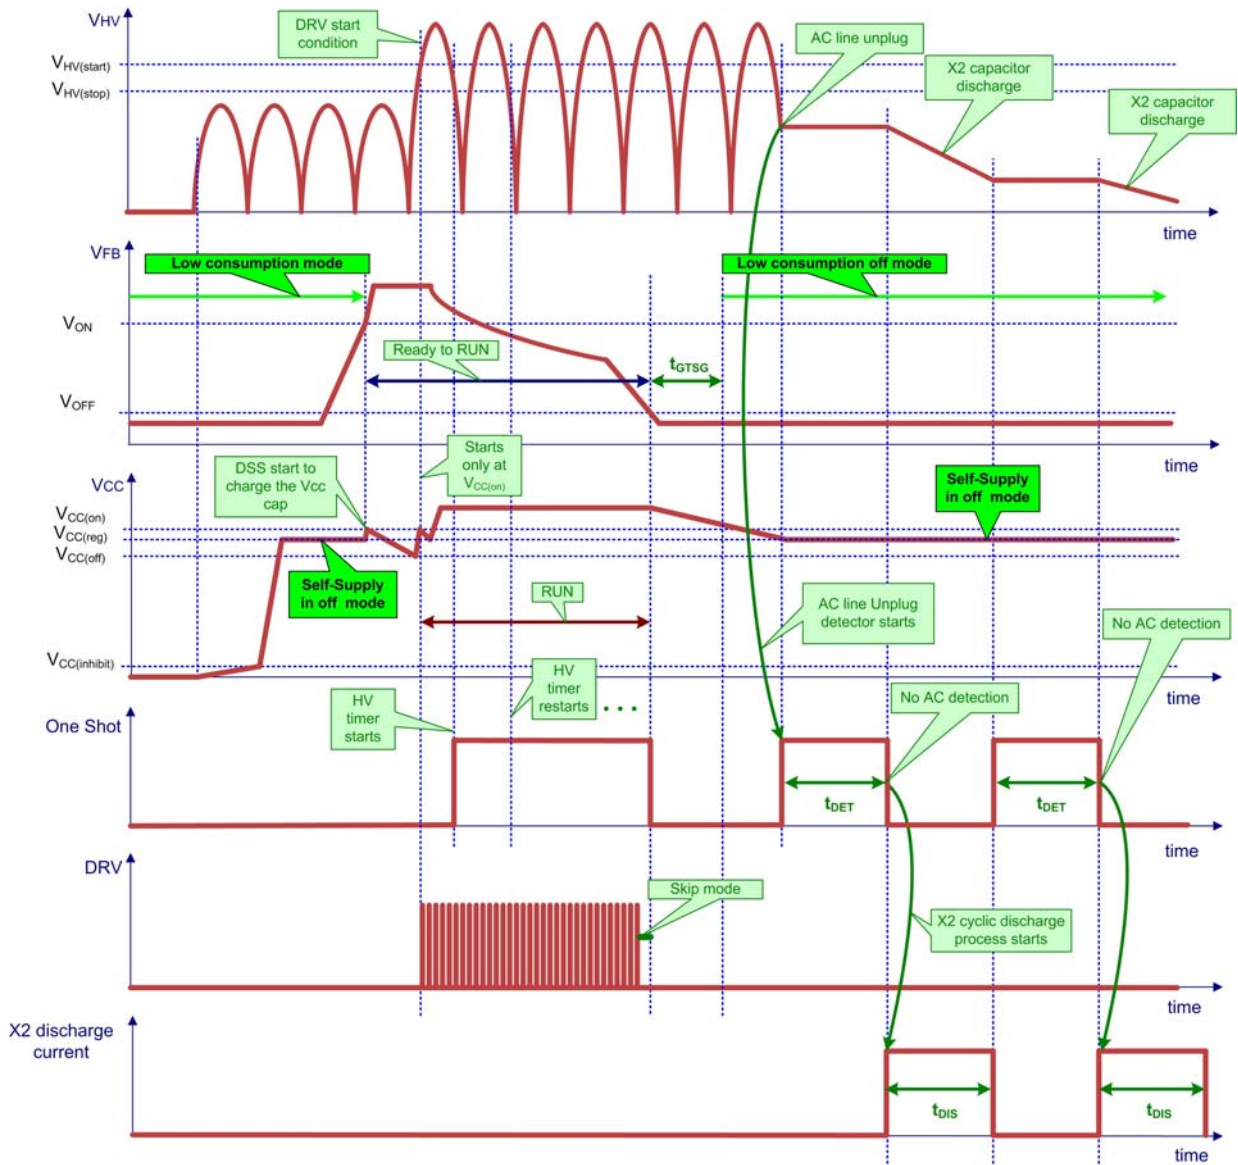 VHV
DRV start
condition
AC line unplug
VHV(start)
VHV(stop)
X2 capacitor
discharge
X2 capacitor
discharge
time
VFB
Low consumption mode
Low consumption off mode
VON
Ready to RUN
tGTSG
VOFF
time
VCC
DSS start to
charge the Vcc
cap
Starts
only at
VCC(on)
Self-Supply
in off mode
VCC(on)
VCC(reg)
VCC(off)
Self-Supply
in off mode
RUN
AC line Unplug
detector starts
No AC detection
VCC(inhibit)
time
HV
timer
restarts
. . .
HV
timer
starts
No AC detection
One Shot
tDET
tDET
time
DRV
Skip mode
X2 cyclic discharge
process starts
time
X2 discharge
current
tDIS
tDIS
time